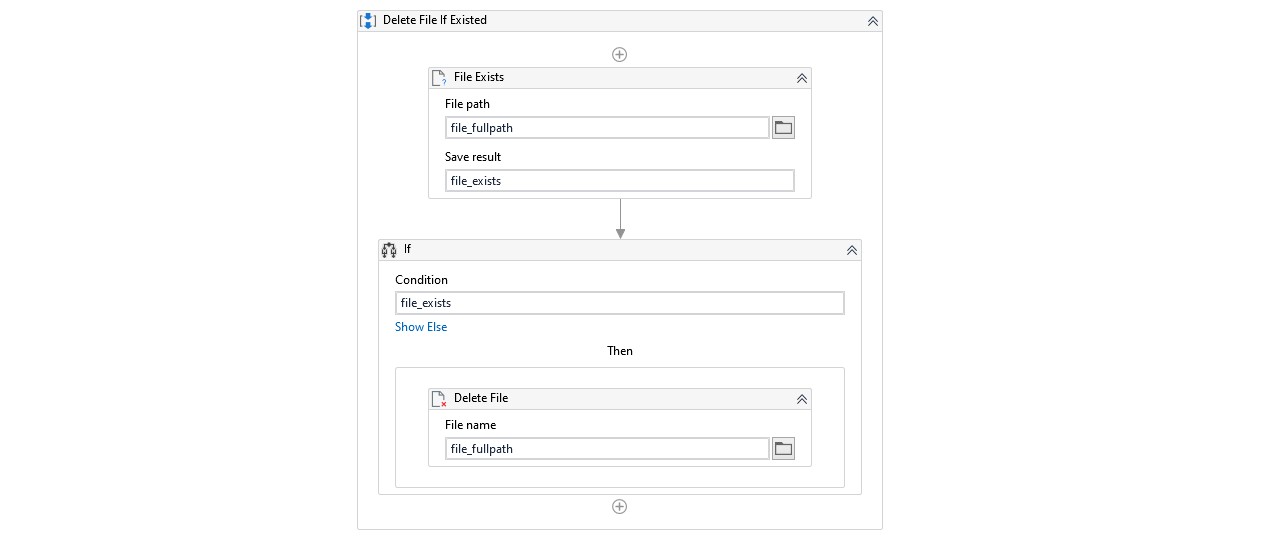 Delete File If Existed
File Exists
File path
file_fullpath
Save result
file_exists
If
Condition
file_exists
Show Else
Then
Delete File
File name
file_fullpath